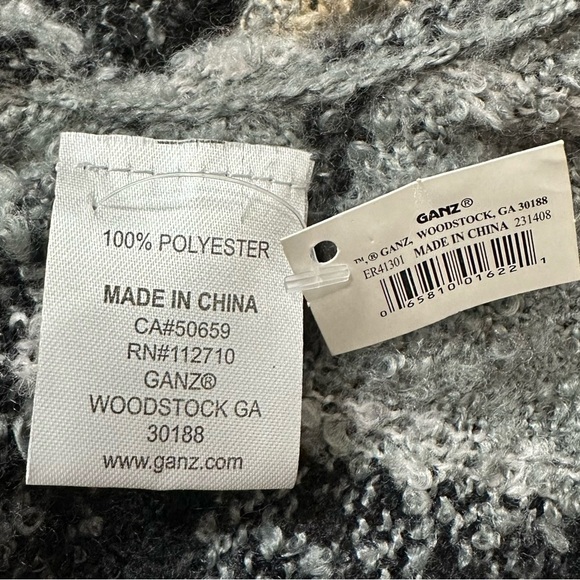 100% POLYESTER
MADE IN CHINA
CA#50659
RN#112710
GANZ®
WOODSTOCK GA
30188
www.ganz.com
GANZ®
™,® GANZ, WOODSTOCK, GA 30188
ER41301 MADE IN CHINA 231408
0 65810 01622 1